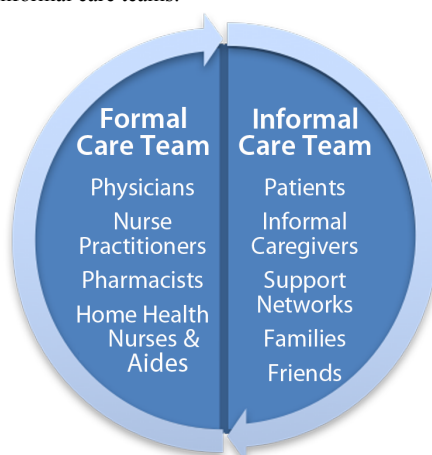 informal care teams.
Formal
Care Team
Physicians
Nurse
Practitioners
Pharmacists
Home Health
Nurses &
Aides
Informal
Care Team
Patients
Informal
Caregivers
Support
Networks
Families
Friends